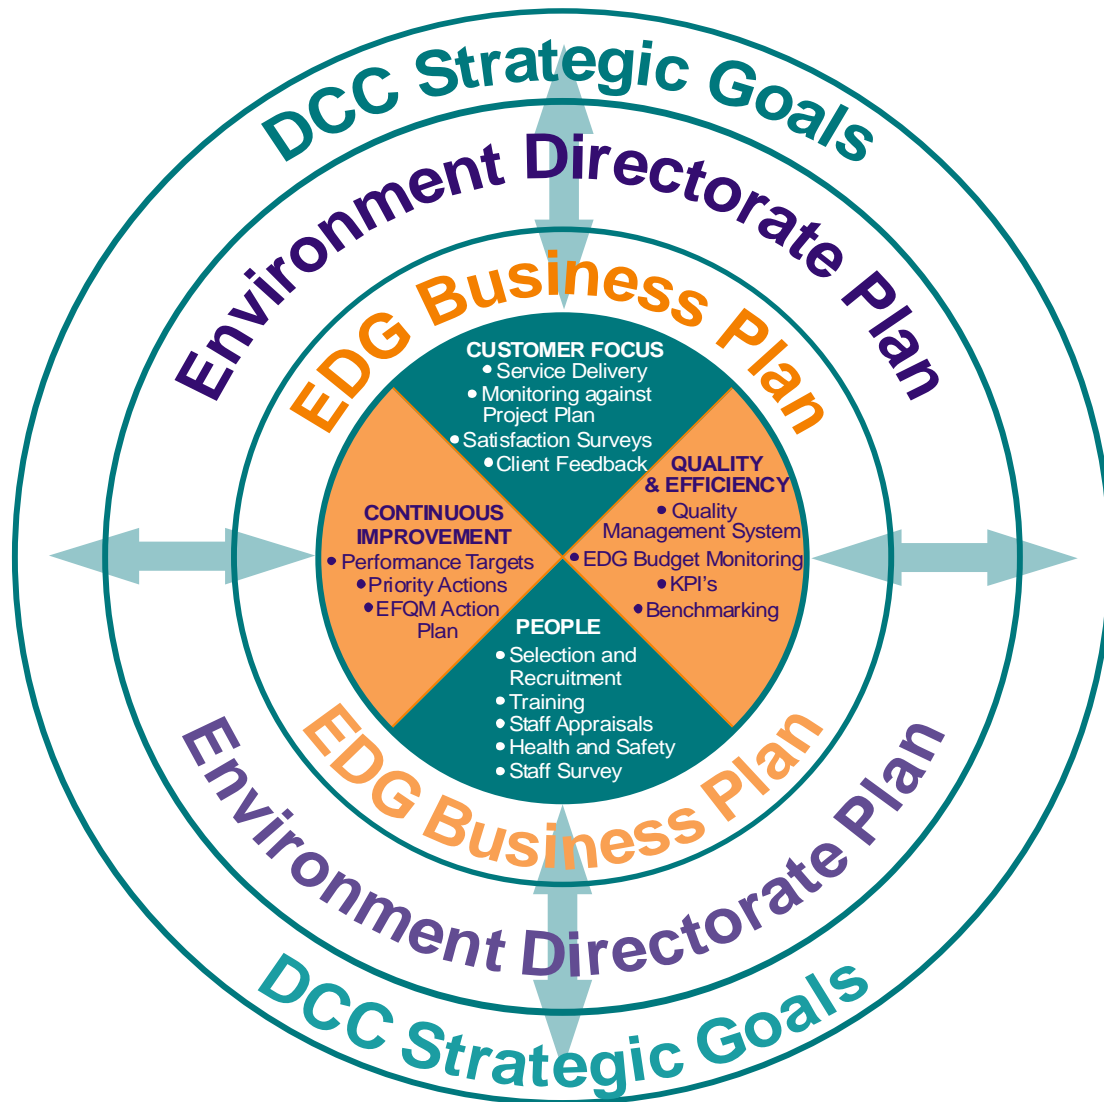 DCC Strategic Goals
Environment Directorate Plan
EDG Business Plan
CUSTOMER FOCUS
• Service Delivery
• Monitoring against
Project Plan
• Satisfaction Surveys
• Client Feedback
CONTINUOUS
IMPROVEMENT
• Performance Targets
• Priority Actions
• EFQM Action
Plan
QUALITY
& EFFICIENCY
• Quality
Management System
• EDG Budget Monitoring
• KPI's
• Benchmarking
PEOPLE
• Selection and
Recruitment
• Training
• Staff Appraisals
• Health and Safety
• Staff Survey
EDG Business Plan
Environment Directorate Plan
DCC Strategic Goals